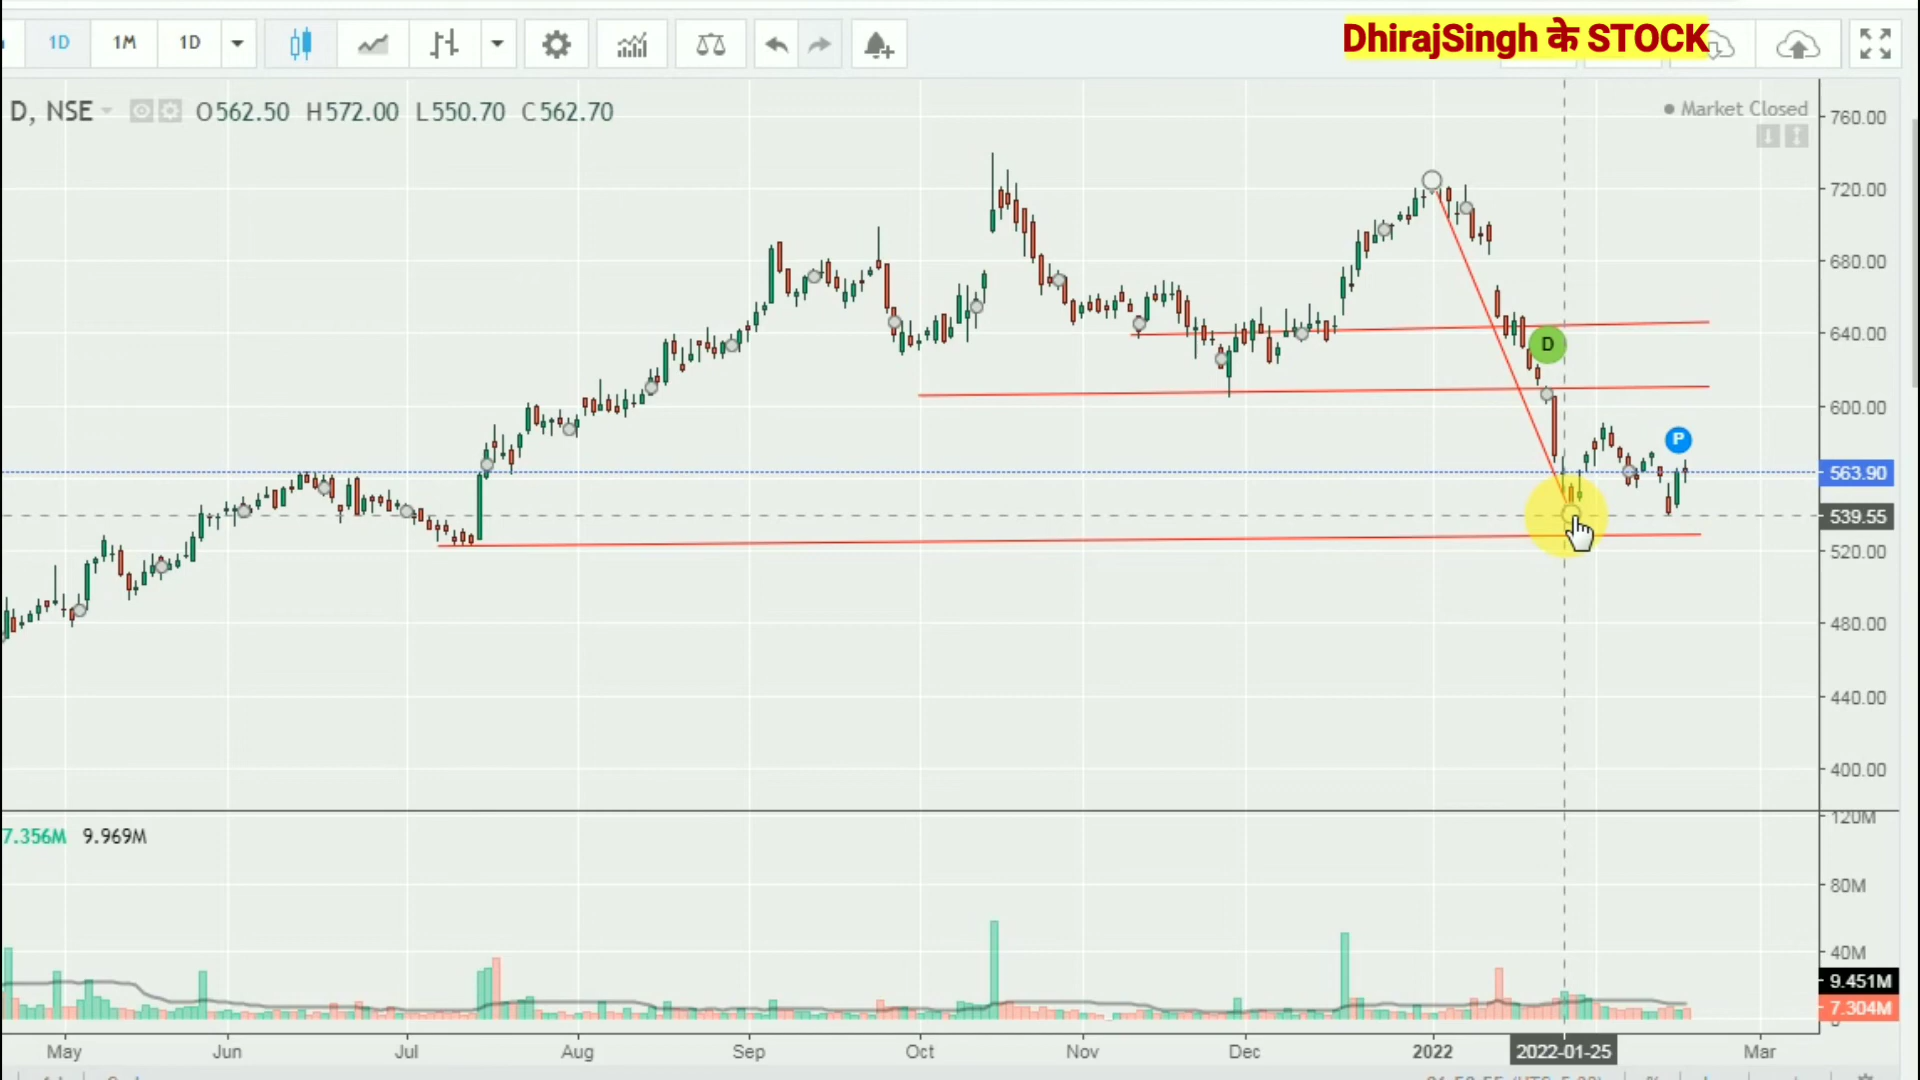 1D 1M 1D DhirajSingh के STOCK
D, NSE O562.50 H572.00 L550.70 C562.70 Market Closed
760.00
720.00
680.00
640.00
D
600.00
P
563.90
539.55
520.00
480.00
440.00
400.00
7.356M 9.969M
120M
80M
40M
9.451M
7.304M
May Jun Jul Aug Sep Oct Nov Dec 2022 2022-01-25 Mar